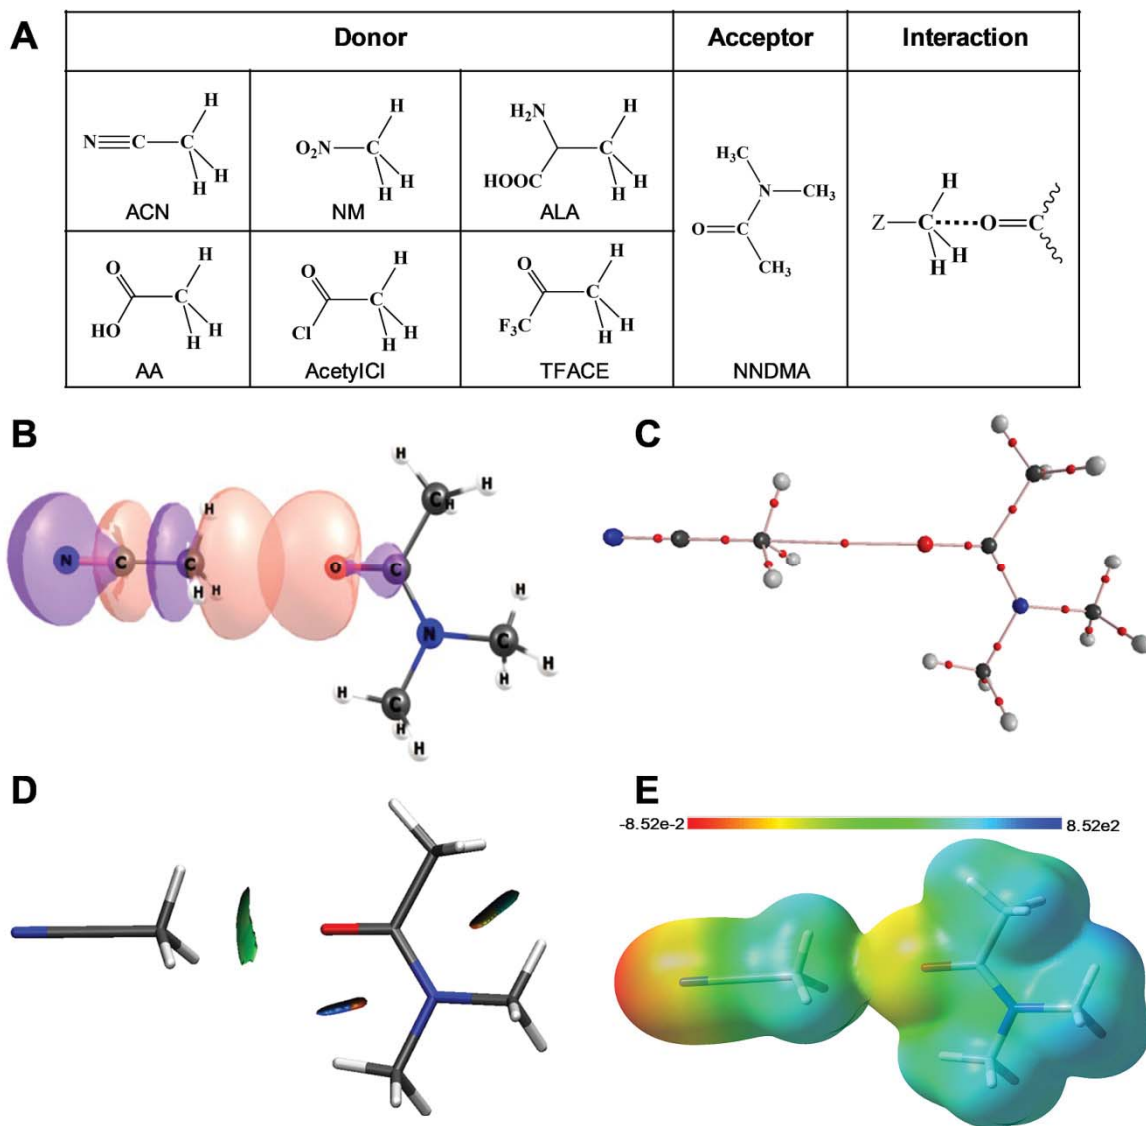 A
Donor Acceptor Interaction
N C H H H
ACN
O₂N C H H H
NM
H₂N HOOC C H H H
ALA
H₃C N CH₃ O C CH₃
NNDMA
Z C H H H O C
O HO C H H H
AA
O Cl C H H H
AcetylCl
O F₃C C H H H
TFACE
B
N C C H H H O C C H H H N C H H H C H H H
C
D
E
-8.52e-2 8.52e2